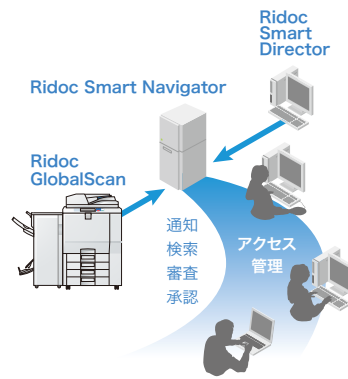 Ridoc
Smart
Director
Ridoc Smart Navigator
Ridoc
GlobalScan
通知
検索
審査
承認
アクセス
管理